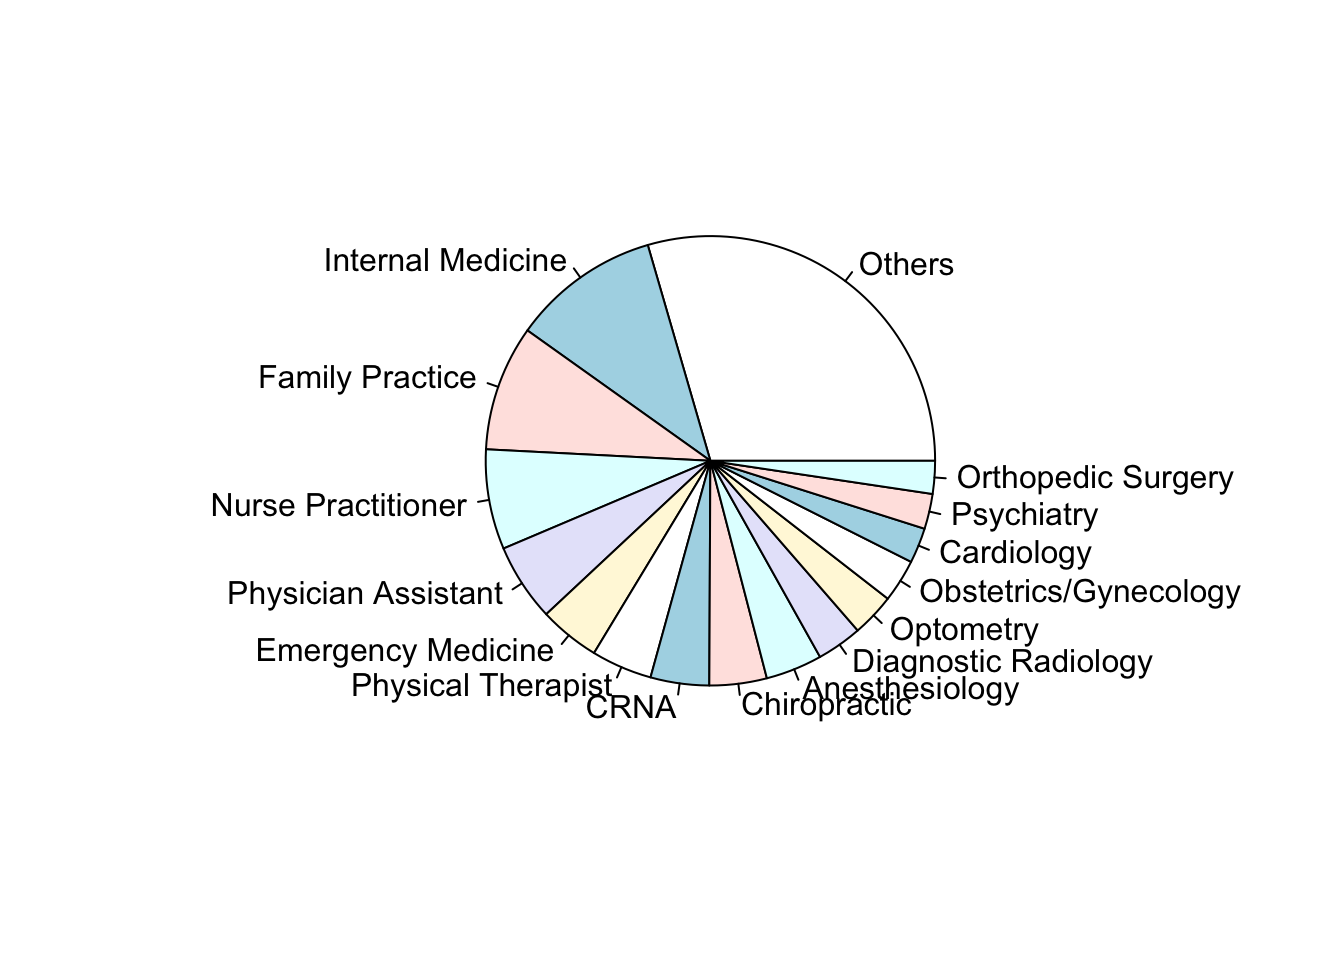 Others
Internal Medicine
Family Practice
Nurse Practitioner
Physician Assistant
Emergency Medicine
Physical Therapist
CRNA
Chiropractic
Anesthesiology
Diagnostic Radiology
Optometry
Obstetrics/Gynecology
Cardiology
Psychiatry
Orthopedic Surgery